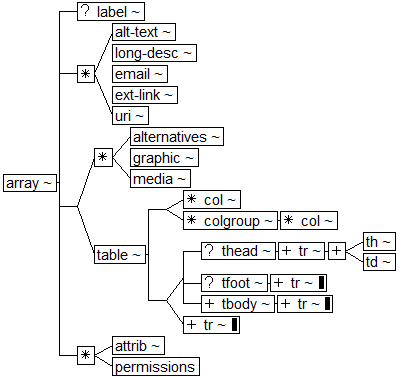 ? label ~
alt-text ~
long-desc ~
* email ~
ext-link ~
uri ~
alternatives ~
* graphic ~
media ~
array ~
* col ~
* colgroup ~ * col ~
table ~
? thead ~ + tr ~ + th ~
td ~
? tfoot ~ + tr ~
+ tbody ~ + tr ~
+ tr ~
* attrib ~
permissions